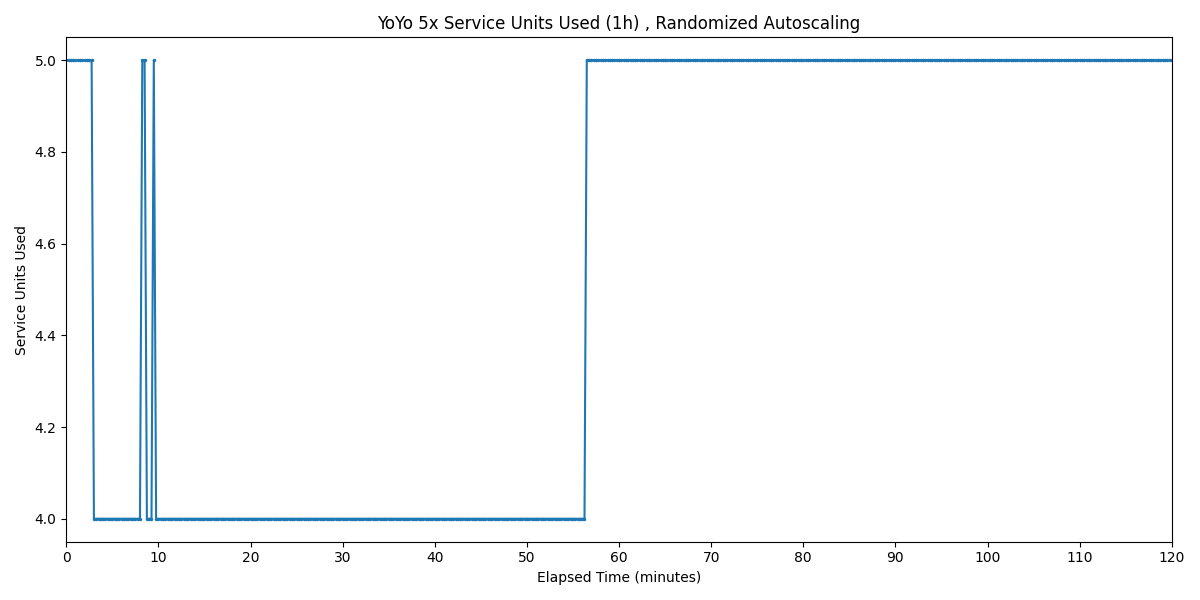 YoYo 5x Service Units Used (1h) , Randomized Autoscaling
Service Units Used
5.0
4.8
4.6
4.4
4.2
4.0
0 10 20 30 40 50 60 70 80 90 100 110 120
Elapsed Time (minutes)